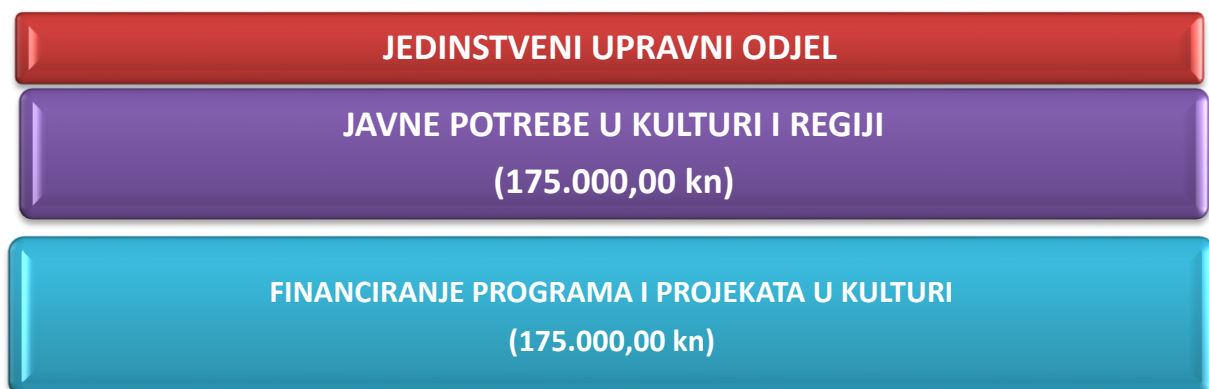 JEDINSTVENI UPRAVNI ODJEL
JAVNE POTREBE U KULTURI I REGIJI
(175.000,00 kn)
FINANCIRANJE PROGRAMA I PROJEKATA U KULTURI
(175.000,00 kn)